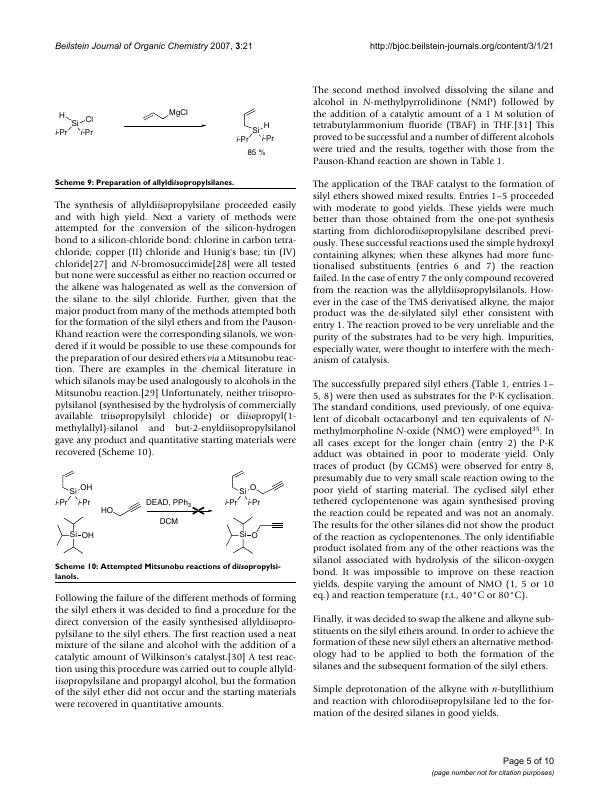 Beilstein Journal of Organic Chemistry 2007, 3:21
http://bjoc.beilstein-journals.org/content/3/1/21
H
Si
Cl
i-Pr
i-Pr
MgCl
Si
H
i-Pr
i-Pr
85 %
Scheme 9: Preparation of allyldiisopropylsilanes.
The synthesis of allyldiisopropylsilane proceeded easily
and with high yield. Next a variety of methods were
attempted for the conversion of the silicon-hydrogen
bond to a silicon-chloride bond: chlorine in carbon tetra-
chloride; copper (II) chloride and Hunig's base; tin (IV)
chloride[27] and N-bromosuccimide[28] were all tested
but none were successful as either no reaction occurred or
the alkene was halogenated as well as the conversion of
the silane to the silyl chloride. Further, given that the
major product from many of the methods attempted both
for the formation of the silyl ethers and from the Pauson-
Khand reaction were the corresponding silanols, we won-
dered if it would be possible to use these compounds for
the preparation of our desired ethers via a Mitsunobu reac-
tion. There are examples in the chemical literature in
which silanols may be used analogously to alcohols in the
Mitsunobu reaction.[29] Unfortunately, neither triisopro-
pylsilanol (synthesised by the hydrolysis of commercially
available triisopropylsilyl chloride) or diisopropyl(1-
methylallyl)-silanol and but-2-enyldiisopropylsilanol
gave any product and quantitative starting materials were
recovered (Scheme 10).
Si
OH
i-Pr
i-Pr
Si
OH
HO
DEAD, PPh3
DCM
Si
O
i-Pr
i-Pr
Si
O
Scheme 10: Attempted Mitsunobu reactions of diisopropylsi-
lanols.
Following the failure of the different methods of forming
the silyl ethers it was decided to find a procedure for the
direct conversion of the easily synthesised allyldiisopro-
pylsilane to the silyl ethers. The first reaction used a neat
mixture of the silane and alcohol with the addition of a
catalytic amount of Wilkinson's catalyst.[30] A test reac-
tion using this procedure was carried out to couple allyld-
iisopropylsilane and propargyl alcohol, but the formation
of the silyl ether did not occur and the starting materials
were recovered in quantitative amounts.
The second method involved dissolving the silane and
alcohol in N-methylpyrrolidinone (NMP) followed by
the addition of a catalytic amount of a 1 M solution of
tetrabutylammonium fluoride (TBAF) in THF.[31] This
proved to be successful and a number of different alcohols
were tried and the results, together with those from the
Pauson-Khand reaction are shown in Table 1.
The application of the TBAF catalyst to the formation of
silyl ethers showed mixed results. Entries 1–5 proceeded
with moderate to good yields. These yields were much
better than those obtained from the one-pot synthesis
starting from dichlorodiisopropylsilane described previ-
ously. These successful reactions used the simple hydroxyl
containing alkynes; when these alkynes had more func-
tionalised substituents (entries 6 and 7) the reaction
failed. In the case of entry 7 the only compound recovered
from the reaction was the allyldiisopropylsilanols. How-
ever in the case of the TMS derivatised alkyne, the major
product was the de-silylated silyl ether consistent with
entry 1. The reaction proved to be very unreliable and the
purity of the substrates had to be very high. Impurities,
especially water, were thought to interfere with the mech-
anism of catalysis.
The successfully prepared silyl ethers (Table 1, entries 1–
5, 8) were then used as substrates for the P-K cyclisation.
The standard conditions, used previously, of one equiva-
lent of dicobalt octacarbonyl and ten equivalents of N-
methylmorpholine N-oxide (NMO) were employed35. In
all cases except for the longer chain (entry 2) the P-K
adduct was obtained in poor to moderate yield. Only
traces of product (by GCMS) were observed for entry 8,
presumably due to very small scale reaction owing to the
poor yield of starting material. The cyclised silyl ether
tethered cyclopentenone was again synthesised proving
the reaction could be repeated and was not an anomaly.
The results for the other silanes did not show the product
of the reaction as cyclopentenones. The only identifiable
product isolated from any of the other reactions was the
silanol associated with hydrolysis of the silicon-oxygen
bond. It was impossible to improve on these reaction
yields, despite varying the amount of NMO (1, 5 or 10
eq.) and reaction temperature (r.t., 40°C or 80°C).
Finally, it was decided to swap the alkene and alkyne sub-
stituents on the silyl ethers around. In order to achieve the
formation of these new silyl ethers an alternative method-
ology had to be applied to both the formation of the
silanes and the subsequent formation of the silyl ethers.
Simple deprotonation of the alkyne with n-butyllithium
and reaction with chlorodiisopropylsilane led to the for-
mation of the desired silanes in good yields.
Page 5 of 10
(page number not for citation purposes)